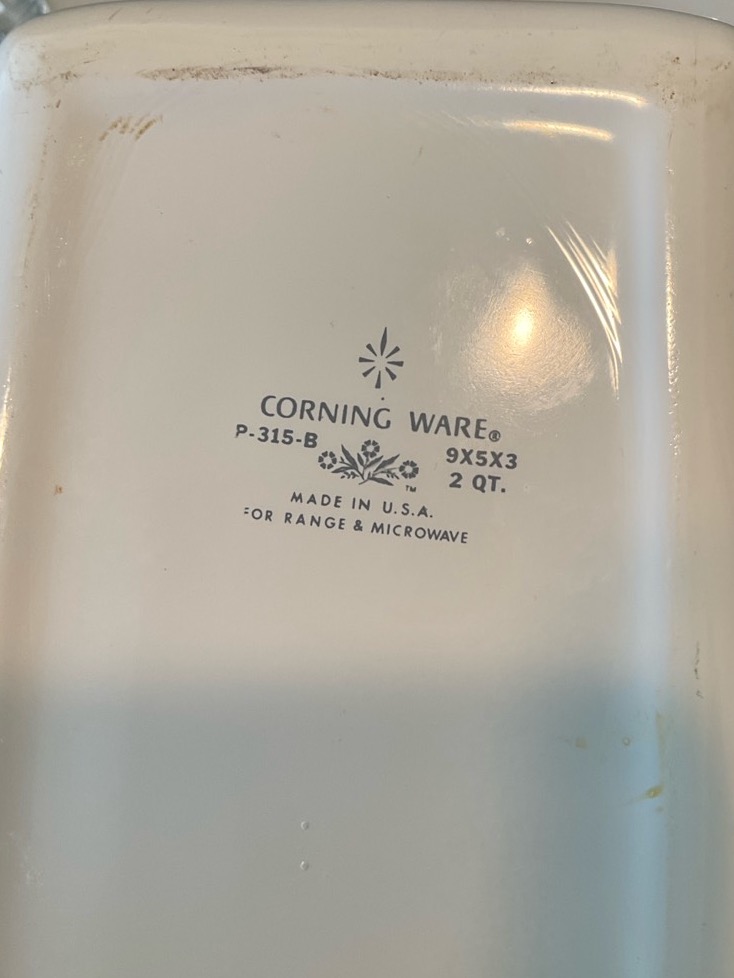 CORNING WARE®
P-315-B 9X5X3
2 QT.
TM
MADE IN U.S.A.
FOR RANGE & MICROWAVE